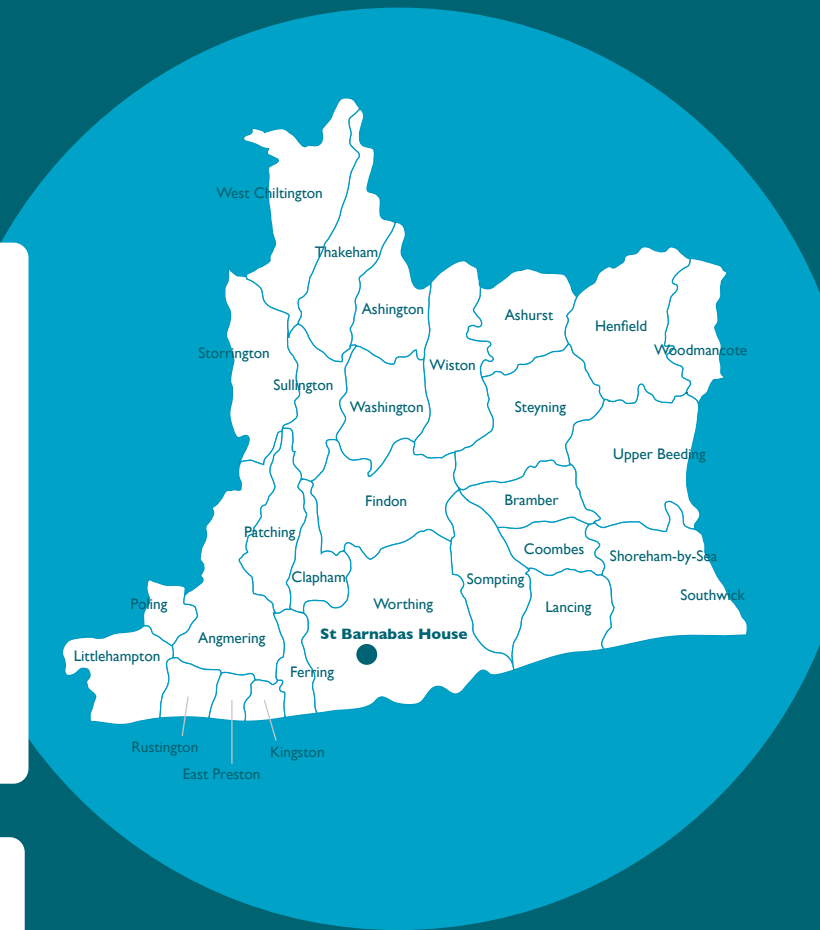 West Chiltington
Thakeham
Ashington
Ashurst
Henfield
Woodmancote
Storrington
Wiston
Sullington
Washington
Steyning
Upper Beeding
Findon
Bramber
Patching
Coombes
Shoreham-by-Sea
Clapham
Sompting
Southwick
Poling
Worthing
Lancing
Angmering
St Barnabas House
Littlehampton
Ferring
Rustington
Kingston
East Preston